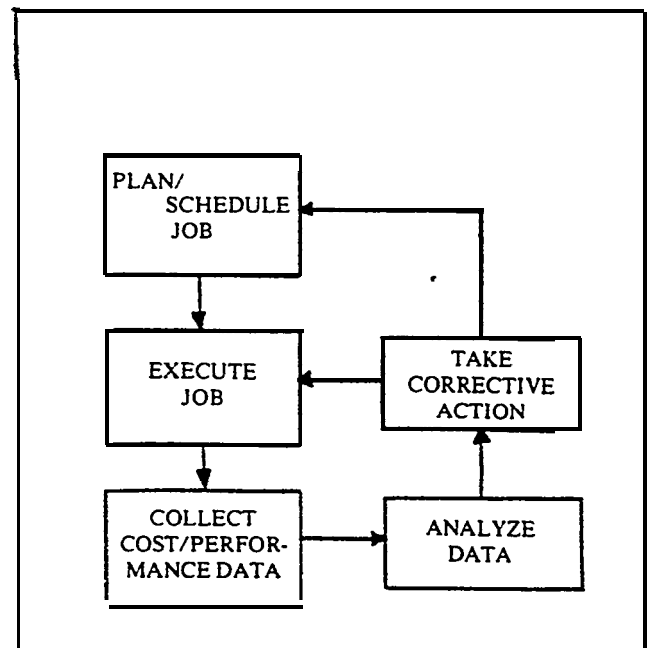 PLAN/
SCHEDULE
JOB
EXECUTE
JOB
TAKE
CORRECTIVE
ACTION
COLLECT
COST/PERFOR-
MANCE DATA
ANALYZE
DATA